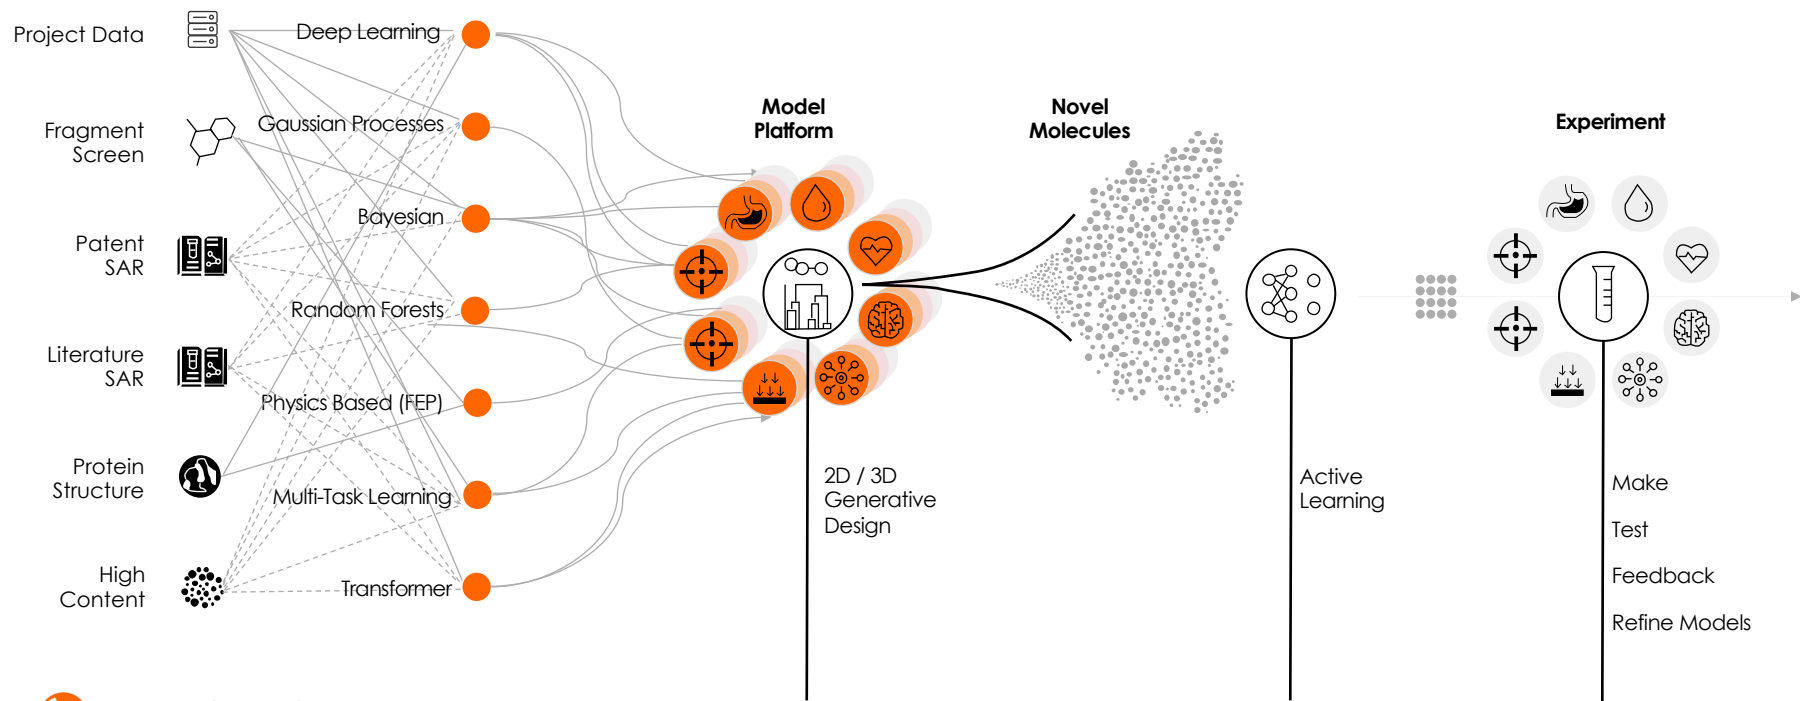 Project Data
Fragment
Screen
Patent
SAR
Literature
SAR
Protein
Structure
High
Content
Deep Learning
Gaussian Processes
Bayesian
Random Forests
Physics Based (FEP)
Multi-Task Learning
Transformer
Model
Platform
2D / 3D
Generative
Design
Novel
Molecules
Active
Learning
Experiment
Make
Test
Feedback
Refine Models